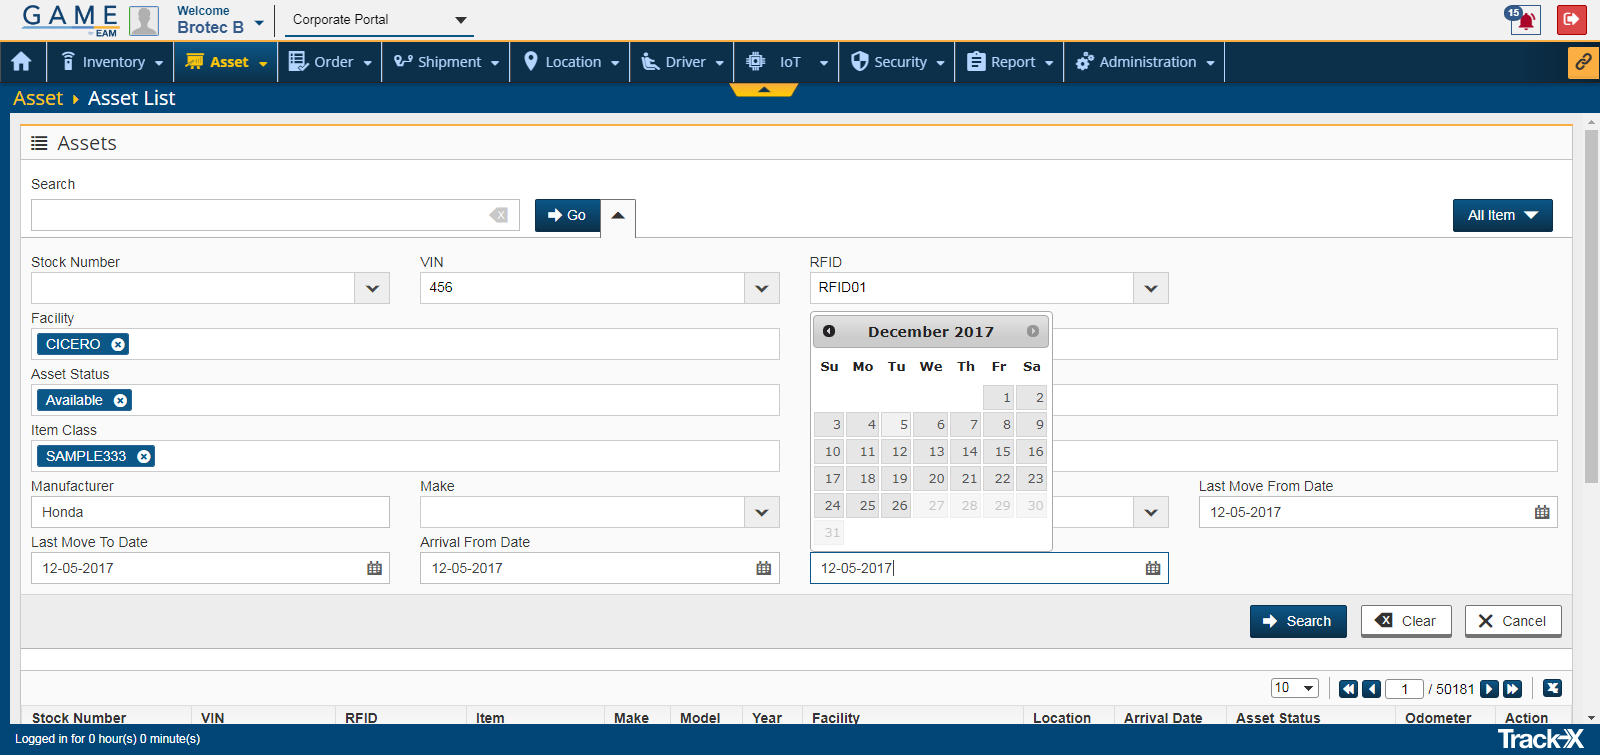 GAME
by EAM
Welcome
Brotec B
Corporate Portal
15
Inventory
Asset
Order
Shipment
Location
Driver
IoT
Security
Report
Administration
Asset Asset List
Assets
Search
Go
All Item
Stock Number VIN RFID
456 RFID01
Facility
CICERO
Asset Status
Available
Item Class
SAMPLE333
December 2017
Su Mo Tu We Th Fr Sa
1 2
3 4 5 6 7 8 9
10 11 12 13 14 15 16
17 18 19 20 21 22 23
24 25 26 27 28 29 30
31
Manufacturer Make Last Move From Date
Honda 12-05-2017
Last Move To Date Arrival From Date
12-05-2017 12-05-2017 12-05-2017
Search Clear Cancel
10 1 / 50181
Stock Number VIN RFID Item Make Model Year Facility Location Arrival Date Asset Status Odometer Action
Logged in for 0 hour(s) 0 minute(s)
Track-X